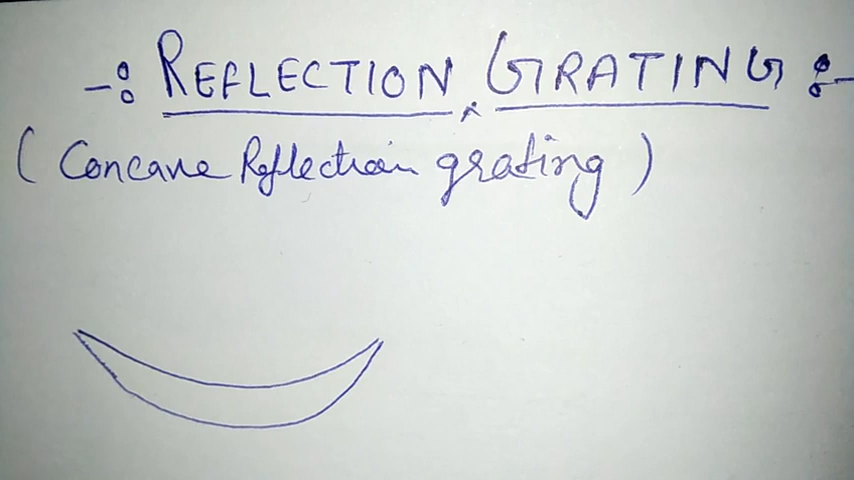 -: REFLECTION GRATING :-
( Concave Reflection grating )